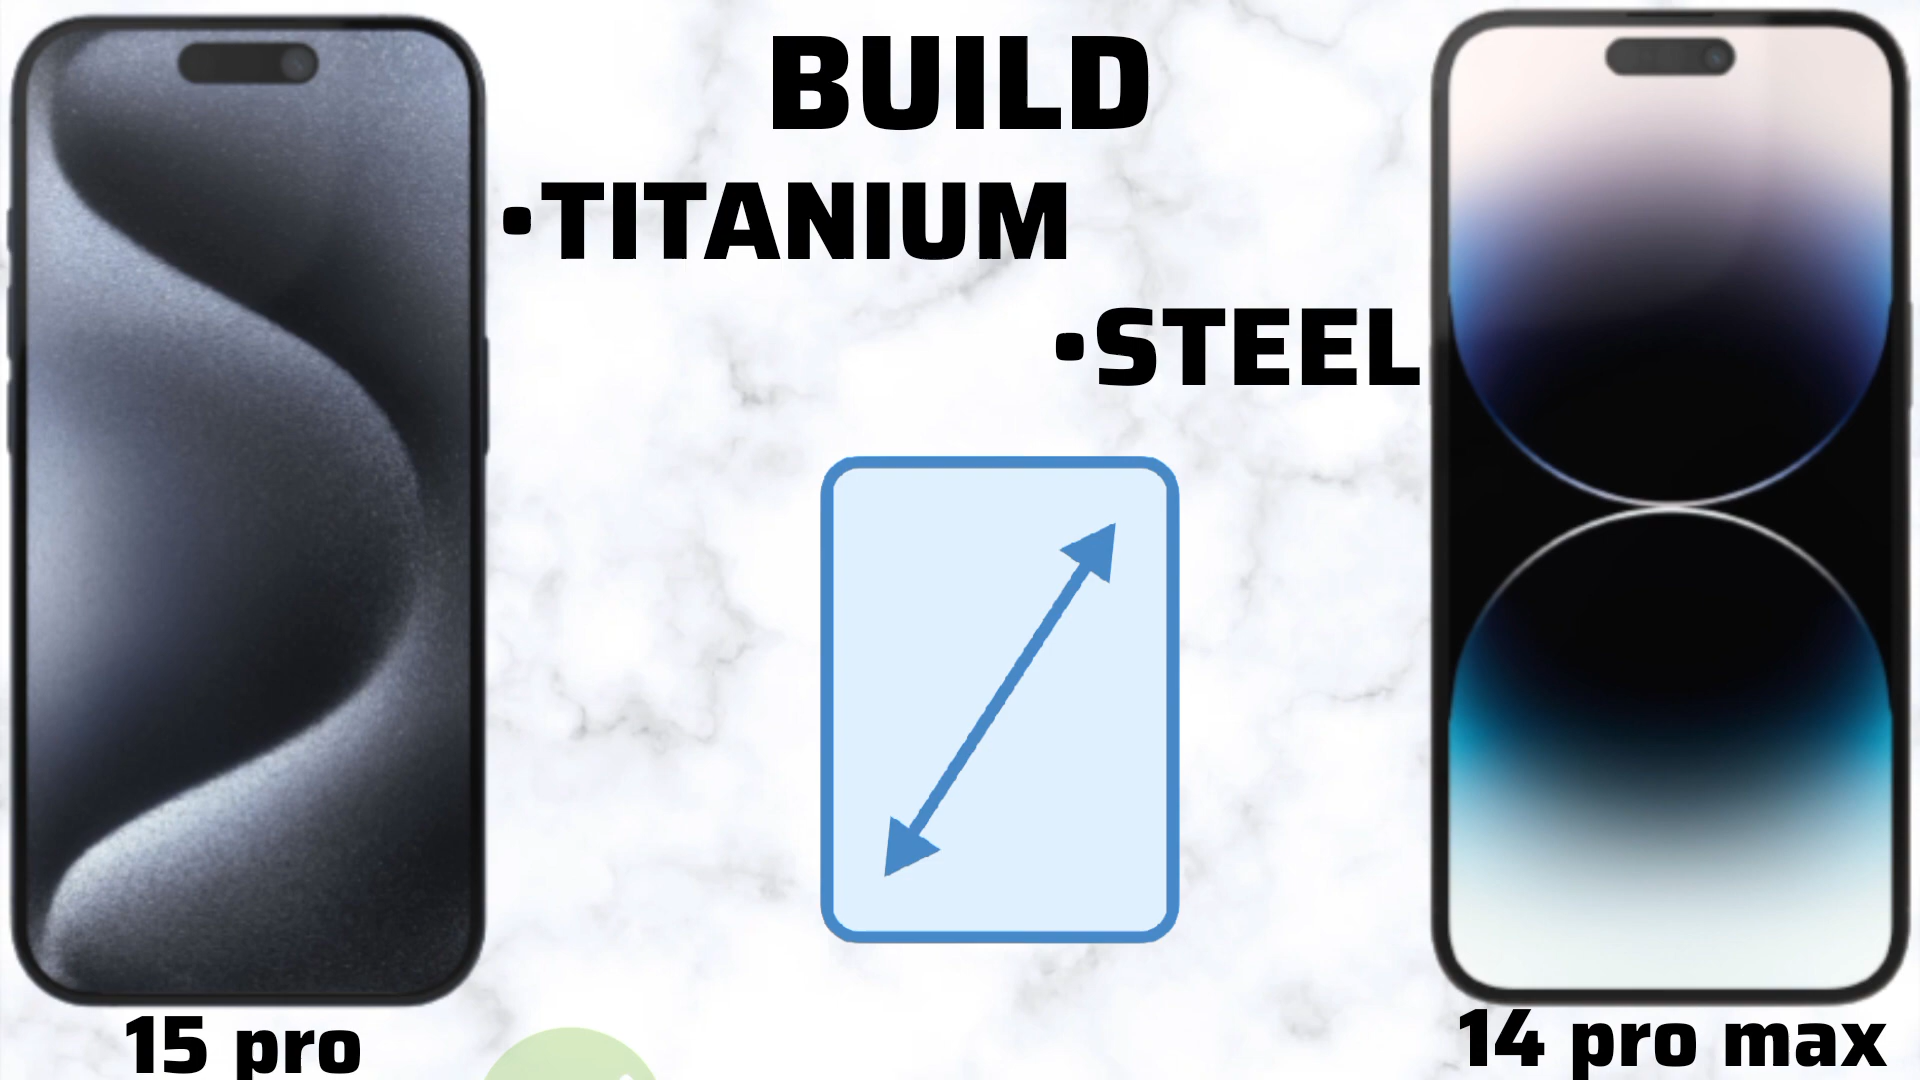 BUILD
•TITANIUM
•STEEL
15 pro
14 pro max